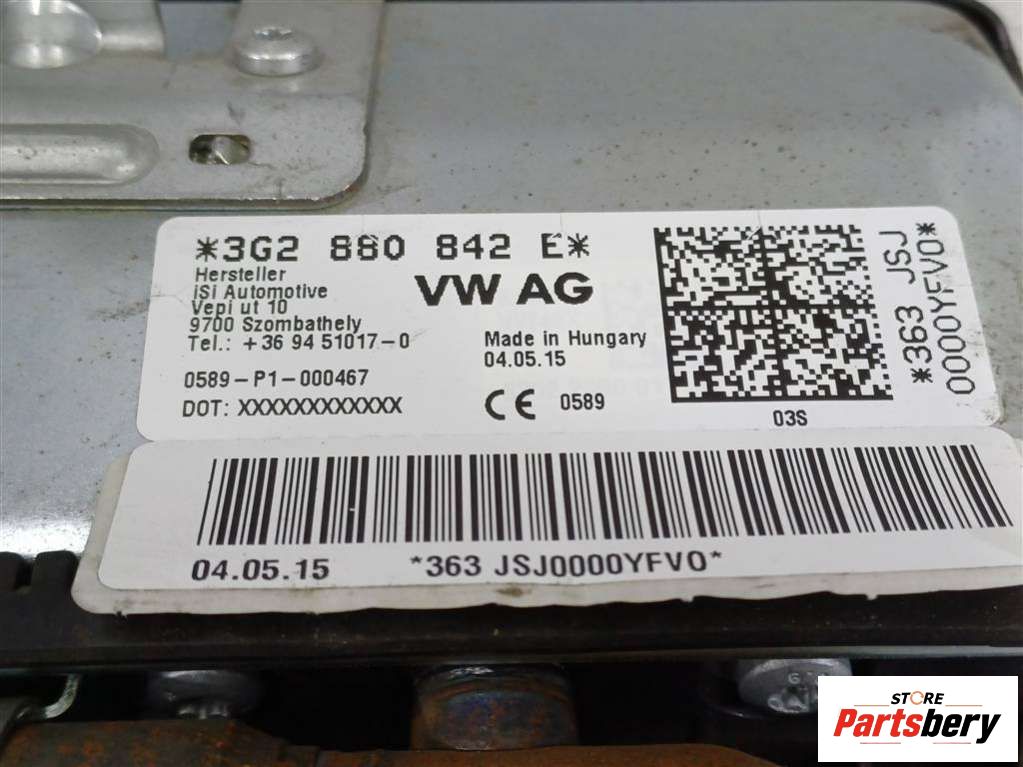 *3G2 880 842 E*
Hersteller
iSi Automotive
Vepi ut 10
9700 Szombathely
Tel.: +36 94 51017-0
VW AG
Made in Hungary
04.05.15
0589-P1-000467
DOT: XXXXXXXXXXXX
CE 0589
03S
*363 JSJ
0000YFVO*
04.05.15 *363 JSJ0000YFVO*
STORE
Partsbery